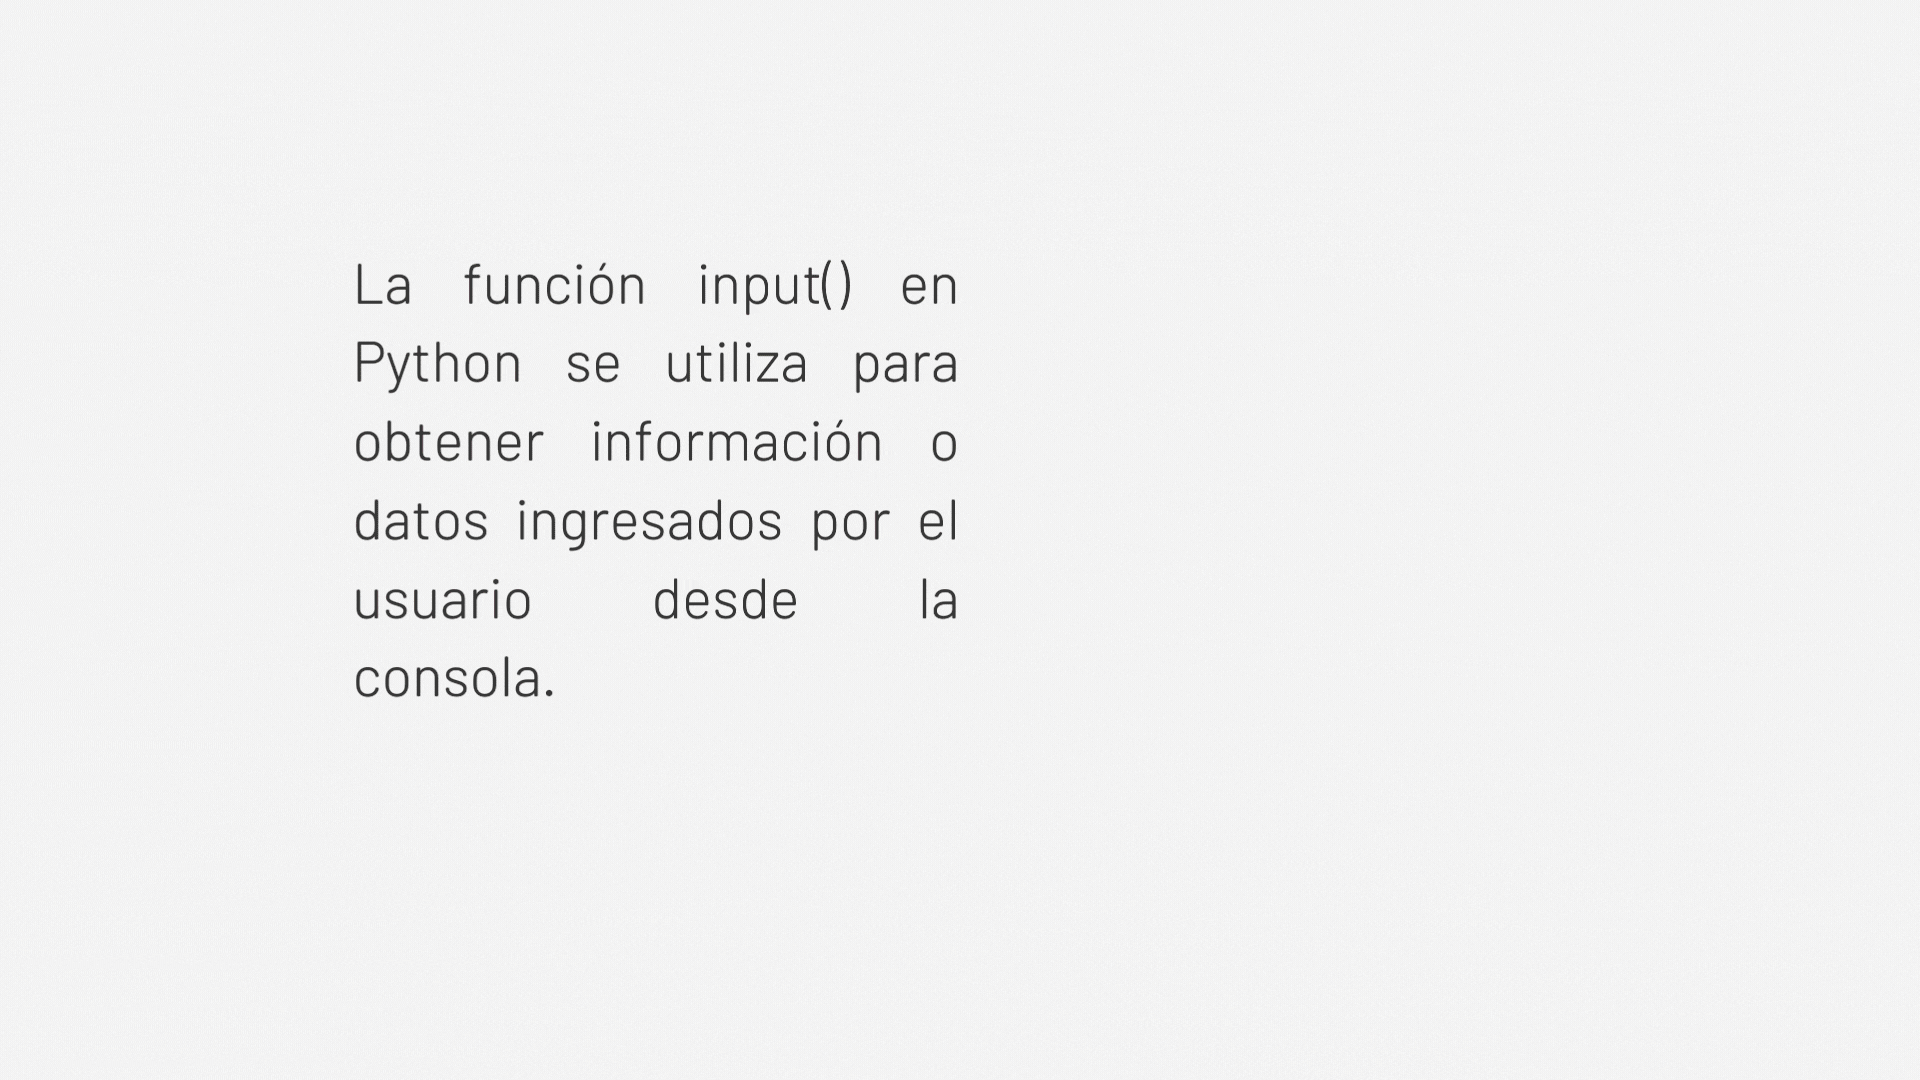 La función input() en
Python se utiliza para
obtener información o
datos ingresados por el
usuario desde la
consola.